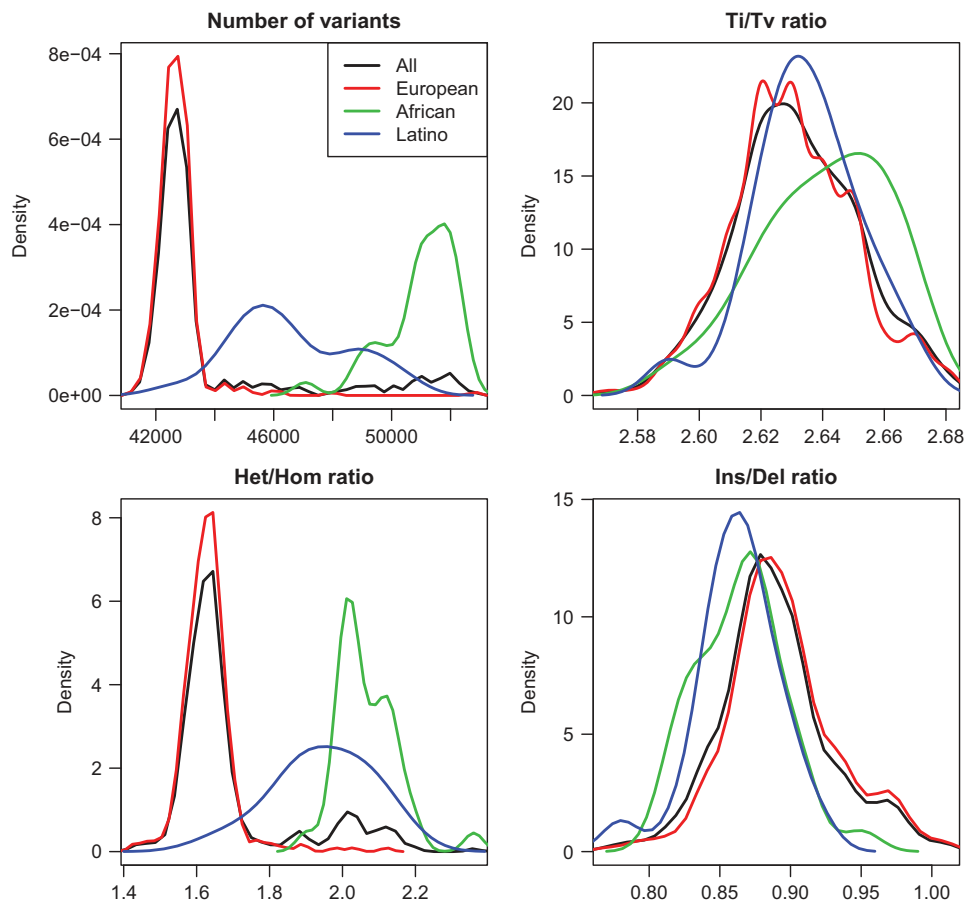 Number of variants
Density
8e−04
6e−04
4e−04
2e−04
0e+00
42000 46000 50000
All
European
African
Latino
Ti/Tv ratio
Density
20
15
10
5
0
2.58 2.60 2.62 2.64 2.66 2.68
Het/Hom ratio
Density
8
6
4
2
0
1.4 1.6 1.8 2.0 2.2
Ins/Del ratio
Density
15
10
5
0
0.80 0.85 0.90 0.95 1.00